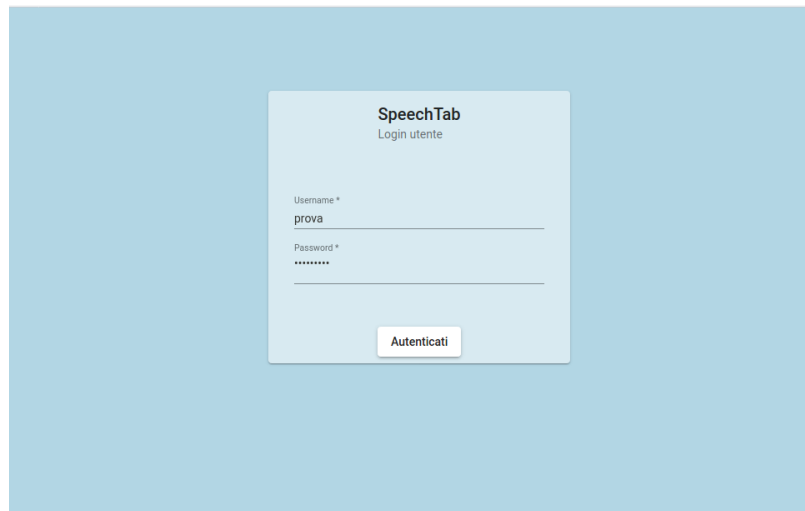 SpeechTab
Login utente
Username *
prova
Password *
•••••••••
Autenticati